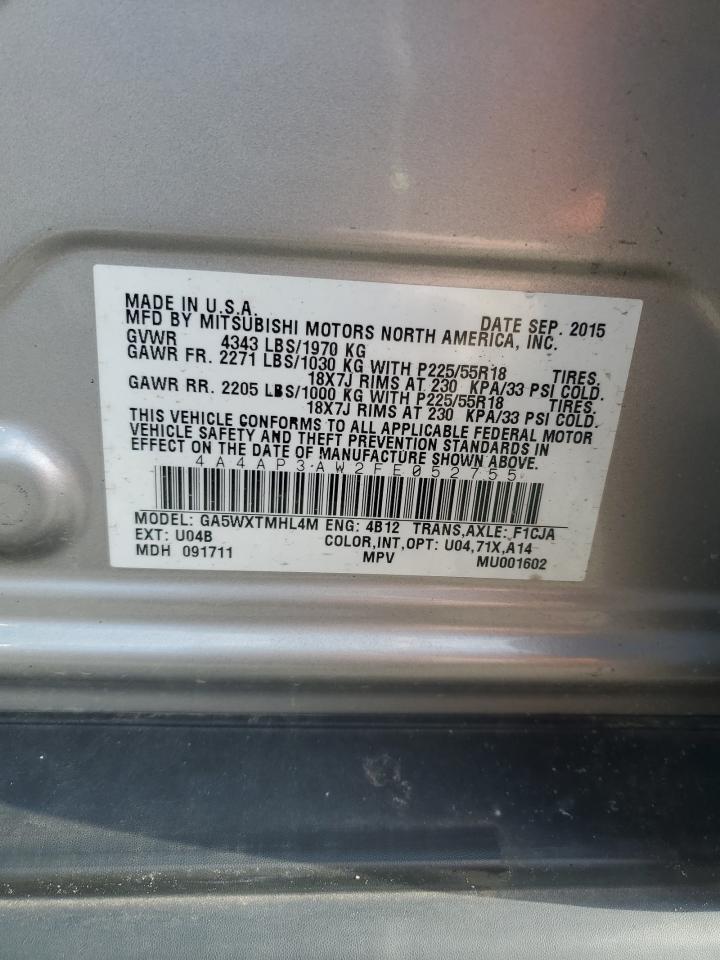 MADE IN U.S.A. DATE SEP. 2015
MFD BY MITSUBISHI MOTORS NORTH AMERICA, INC.
GVWR 4343 LBS/1970 KG
GAWR FR. 2271 LBS/1030 KG WITH P225/55R18 TIRES.
18X7J RIMS AT 230 KPA/33 PSI COLD.
GAWR RR. 2205 LBS/1000 KG WITH P225/55R18 TIRES.
18X7J RIMS AT 230 KPA/33 PSI COLD.
THIS VEHICLE CONFORMS TO ALL APPLICABLE FEDERAL MOTOR
VEHICLE SAFETY AND THEFT PREVENTION STANDARDS IN
EFFECT ON THE DATE OF MANUFACTURE SHOWN ABOVE.
4A4AP3AW2FE052755
MODEL: GA5WXTMHL4M ENG: 4B12 TRANS,AXLE: F1CJA
EXT: U04B COLOR,INT,OPT: U04,71X,A14
MDH 091711 MPV MU001602